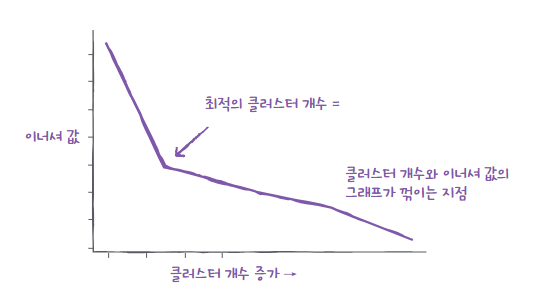 최적의 클러스터 개수 =
이너셔 값
클러스터 개수와 이너셔 값의
그래프가 꺾이는 지점
클러스터 개수 증가 →